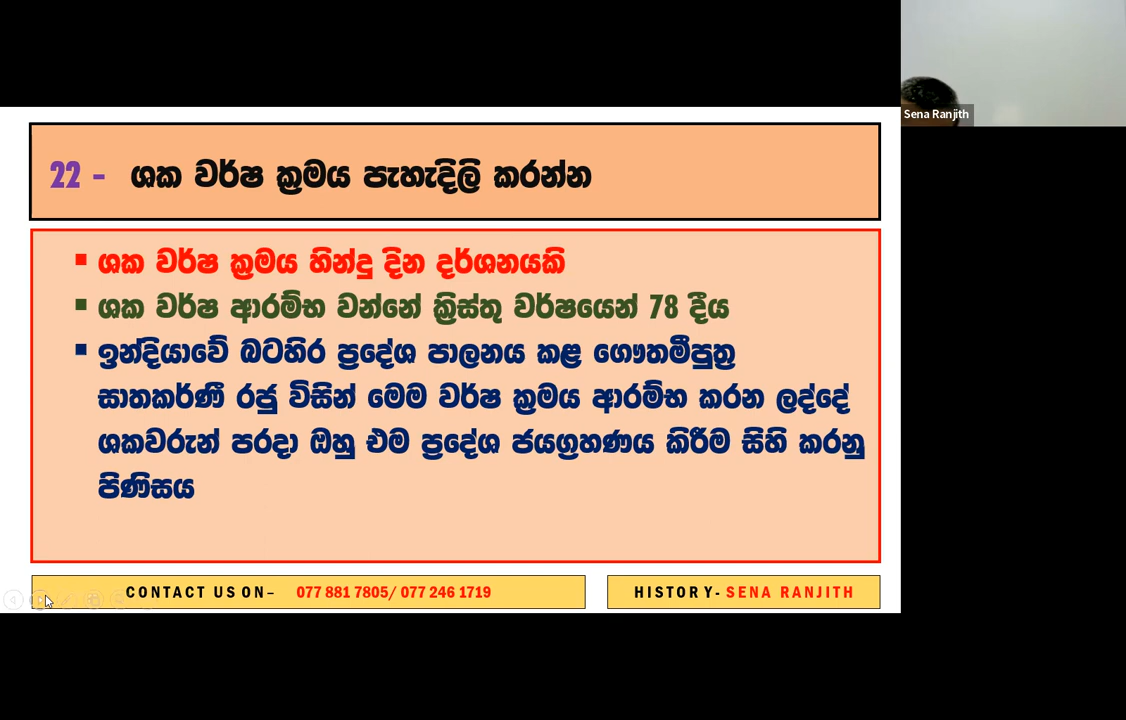 Sena Ranjith
22 - ශක වර්ෂ ක්‍රමය පැහැදිලි කරන්න
▪ ශක වර්ෂ ක්‍රමය හින්දු දින දර්ශනයකි
▪ ශක වර්ෂ ආරම්භ වන්නේ ක්‍රිස්තු වර්ෂයෙන් 78 දීය
▪ ඉන්දියාවේ බටහිර ප්‍රදේශ පාලනය කළ ගෞතමීපුත්‍ර
සාතකර්ණී රජු විසින් මෙම වර්ෂ ක්‍රමය ආරම්භ කරන ලද්දේ
ශකවරුන් පරදා ඔහු එම ප්‍රදේශ ජයග්‍රහණය කිරීම සිහි කරනු
පිණිසය
CONTACT US ON– 077 881 7805/ 077 246 1719
HISTORY- SENA RANJITH